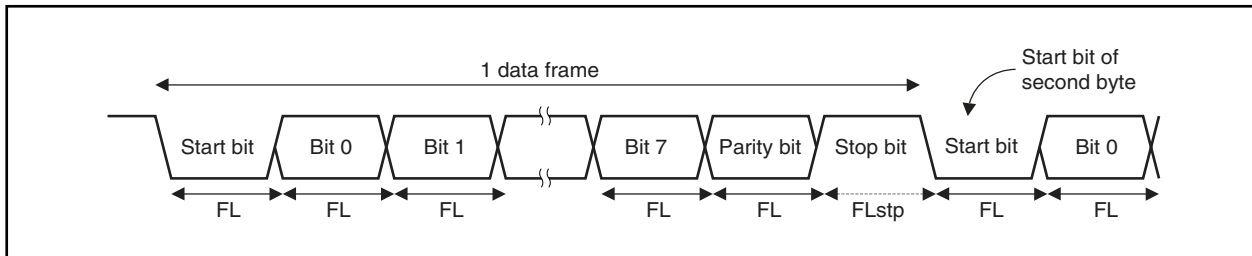 1 data frame
Start bit of
second byte
Start bit
Bit 0
Bit 1
Bit 7
Parity bit
Stop bit
Start bit
Bit 0
FL
FL
FL
FL
FL
FLstp
FL
FL